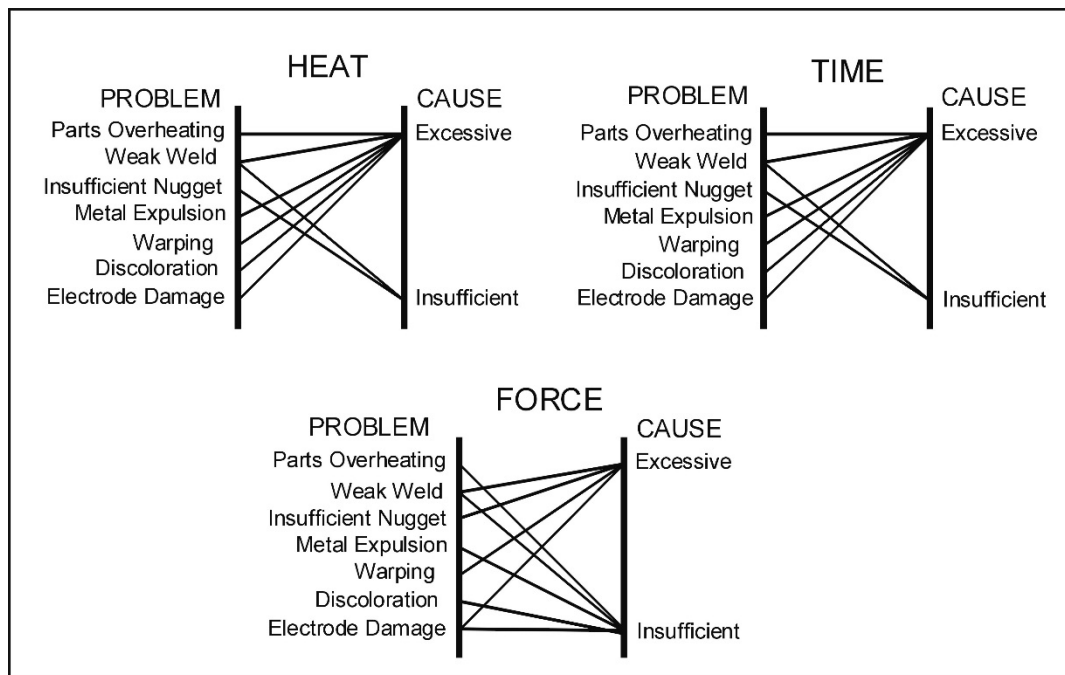 HEAT
PROBLEM
CAUSE
Parts Overheating
Excessive
Weak Weld
Insufficient Nugget
Metal Expulsion
Warping
Discoloration
Electrode Damage
Insufficient
TIME
PROBLEM
CAUSE
Parts Overheating
Excessive
Weak Weld
Insufficient Nugget
Metal Expulsion
Warping
Discoloration
Electrode Damage
Insufficient
FORCE
PROBLEM
CAUSE
Parts Overheating
Excessive
Weak Weld
Insufficient Nugget
Metal Expulsion
Warping
Discoloration
Electrode Damage
Insufficient